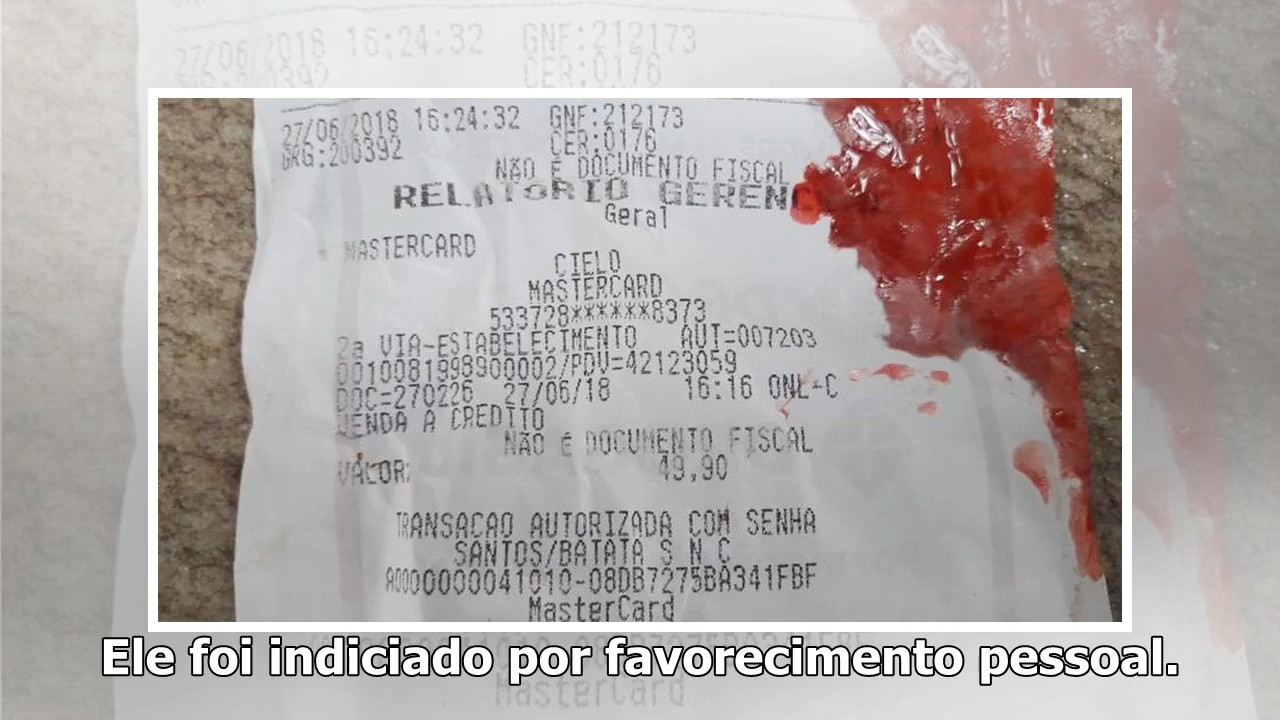 27/06/2018 16:24:32 GNF:212173
GRG:200392 CER:0176
NÃO É DOCUMENTO FISCAL
RELATóRIO GEREN
Geral
MASTERCARD
CIELO
MASTERCARD
533728******8373
2a VIA-ESTABELECIMENTO AUT=007203
0010081998900002/PDV=42123059
DOC=270226 27/06/18 16:16 ONL-C
VENDA A CREDITO
NÃO É DOCUMENTO FISCAL
VALOR: 49,90
TRANSACAO AUTORIZADA COM SENHA
SANTOS/BATATA S N C
A0000000041010-08DB7275BA341FBF
MasterCard
Ele foi indiciado por favorecimento pessoal.